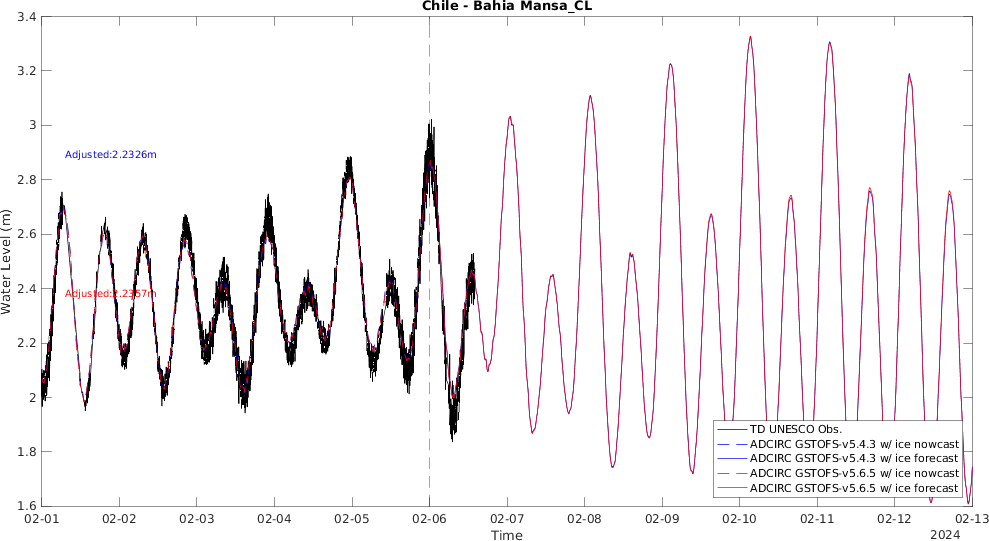 Chile - Bahia Mansa_CL
3.4
3.2
3
2.8
2.6
2.4
2.2
2
1.8
1.6
Water Level (m)
Adjusted:2.2326m
Adjusted:2.2357m
TD UNESCO Obs.
ADCIRC GSTOFS-v5.4.3 w/ ice nowcast
ADCIRC GSTOFS-v5.4.3 w/ ice forecast
ADCIRC GSTOFS-v5.6.5 w/ ice nowcast
ADCIRC GSTOFS-v5.6.5 w/ ice forecast
02-01 02-02 02-03 02-04 02-05 02-06 02-07 02-08 02-09 02-10 02-11 02-12 02-13
Time
2024